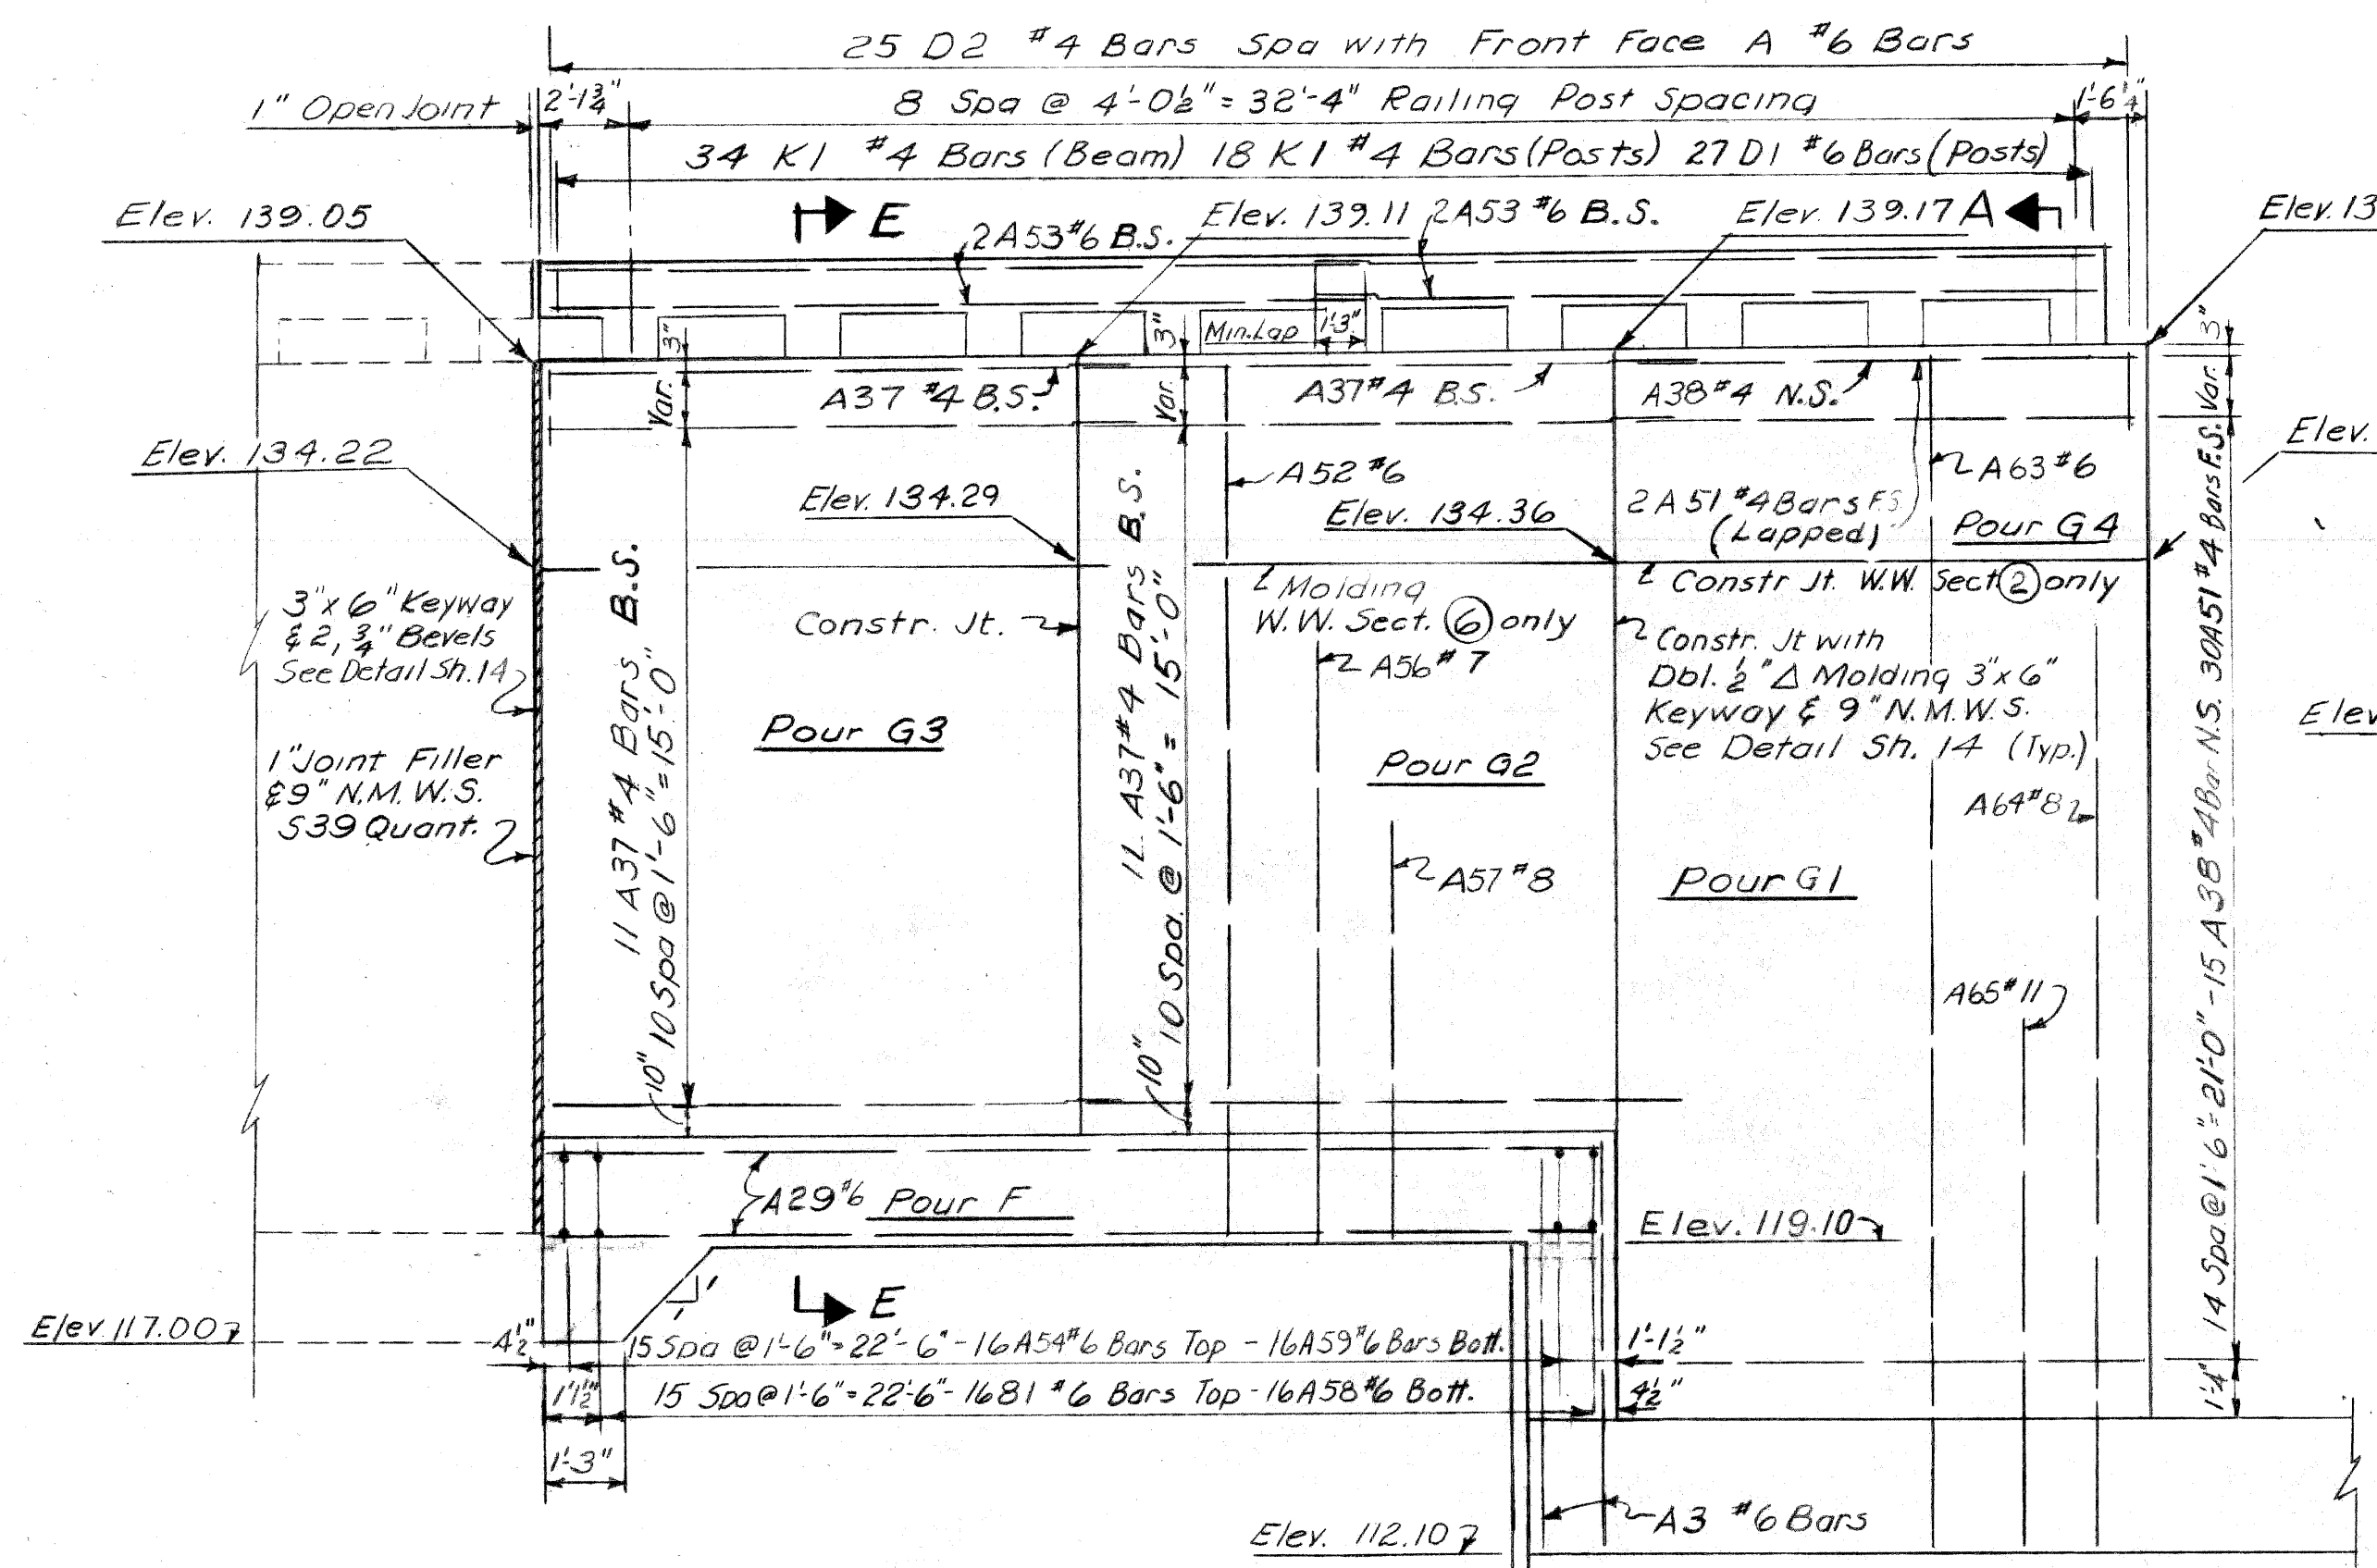 25 D2 #4 Bars Spa with Front Face A #6 Bars
1" Open Joint
2'-1¾"
8 Spa @ 4'-0½" = 32'-4" Railing Post Spacing
1'-6¼"
34 K1 #4 Bars (Beam) 18 K1 #4 Bars (Posts) 27 D1 #6 Bars (Posts)
Elev. 139.05
E
2A53 #6 B.S.
Elev. 139.11
2A53 #6 B.S.
Elev. 139.17
A
Elev. 13
3"
3"
Min. Lap
1'-3"
3"
Var.
A37 #4 B.S.
Var.
A37 #4 B.S.
A38 #4 N.S.
Var.
Elev. 134.22
Elev. 134.29
A52 #6
Elev. 134.36
2 A51 #4 Bars F.S.
(Lapped)
A63 #6
Pour G4
Elev.
3" x 6" Keyway
& 2, ¾" Bevels
See Detail Sh. 14
Constr. Jt.
Molding
W.W. Sect. 6 only
Constr Jt. W.W. Sect 2 only
A56 #7
Constr. Jt with
Dbl. ½" Δ Molding 3"x6"
Keyway & 9" N.M.W.S.
See Detail Sh. 14 (Typ.)
Elev
1" Joint Filler
& 9" N.M.W.S.
S39 Quant.
11 A37 #4 Bars B.S.
10 Spa @ 1'-6" = 15'-0"
10"
Pour G3
11 A37 #4 Bars B.S.
10 Spa. @ 1'-6" = 15'-0"
10"
Pour G2
A57 #8
Pour G1
A64 #8
A65 #11
14 Spa @ 1'-6" = 21'-0" - 15 A38 #4 Bar N.S. 30A51 #4 Bars F.S.
1'-4"
A29 #6
Pour F
Elev. 119.10
1
1
E
Elev 117.00
4½"
15 Spa @ 1'-6" = 22'-6" - 16 A54 #6 Bars Top - 16 A59 #6 Bars Bott.
1'-1½"
1'1½"
15 Spa @ 1'-6" = 22'-6" - 16 B1 #6 Bars Top - 16 A58 #6 Bott.
4½"
1'-3"
A3 #6 Bars
Elev. 112.10